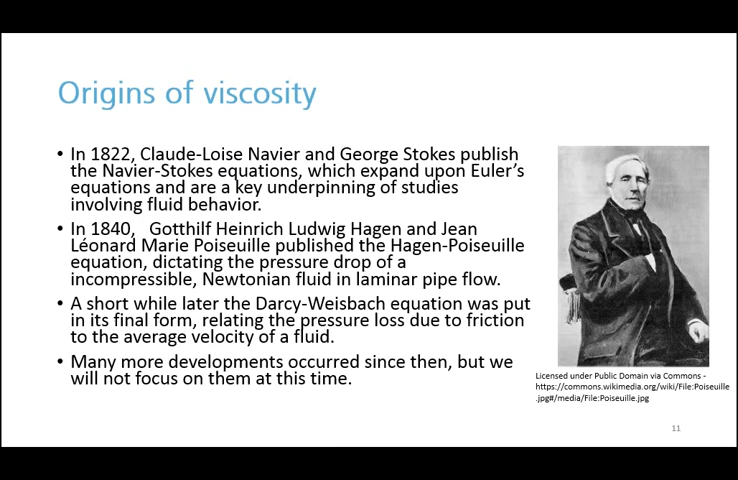 Origins of viscosity
• In 1822, Claude-Loise Navier and George Stokes publish
the Navier-Stokes equations, which expand upon Euler’s
equations and are a key underpinning of studies
involving fluid behavior.
• In 1840, Gotthilf Heinrich Ludwig Hagen and Jean
Léonard Marie Poiseuille published the Hagen-Poiseuille
equation, dictating the pressure drop of a
incompressible, Newtonian fluid in laminar pipe flow.
• A short while later the Darcy-Weisbach equation was put
in its final form, relating the pressure loss due to friction
to the average velocity of a fluid.
• Many more developments occurred since then, but we
will not focus on them at this time.
Licensed under Public Domain via Commons -
https://commons.wikimedia.org/wiki/File:Poiseuille
.jpg#/media/File:Poiseuille.jpg
11